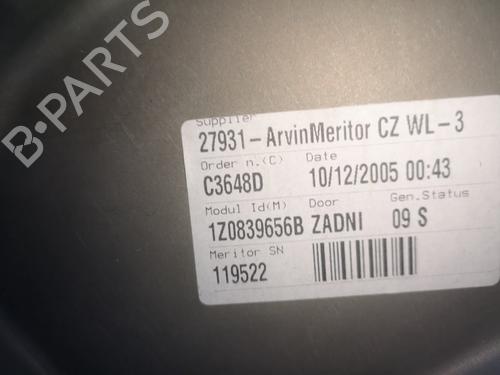 Supplier
27931-ArvinMeritor CZ WL-3
Order n.(C) Date
C3648D 10/12/2005 00:43
Modul Id(M) Door Gen.Status
1Z0839656B ZADNI 09 S
Meritor SN
119522
B-PARTS